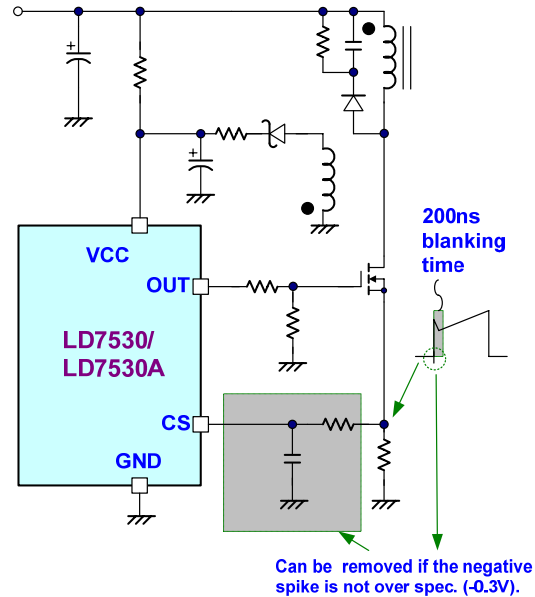 +
+
200ns
blanking
time
VCC
OUT
LD7530/
LD7530A
CS
GND
Can be removed if the negative
spike is not over spec. (-0.3V).